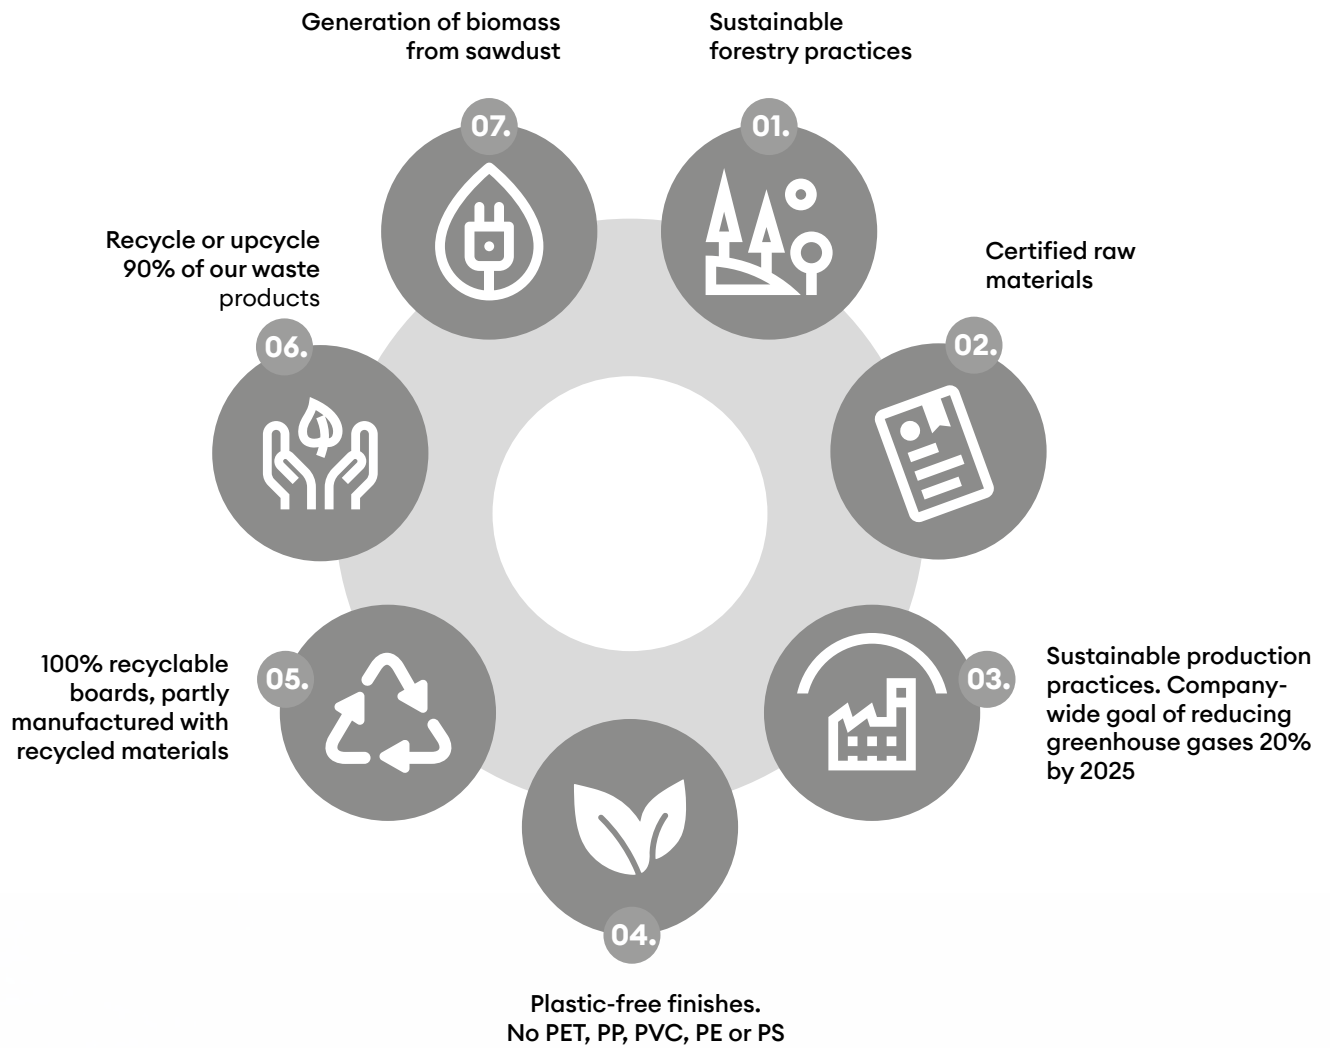 Generation of biomass
from sawdust
07.
Sustainable
forestry practices
01.
Certified raw
materials
02.
Sustainable production
practices. Company-
wide goal of reducing
greenhouse gases 20%
by 2025
03.
04.
Plastic-free finishes.
No PET, PP, PVC, PE or PS
100% recyclable
boards, partly
manufactured with
recycled materials
05.
Recycle or upcycle
90% of our waste
products
06.